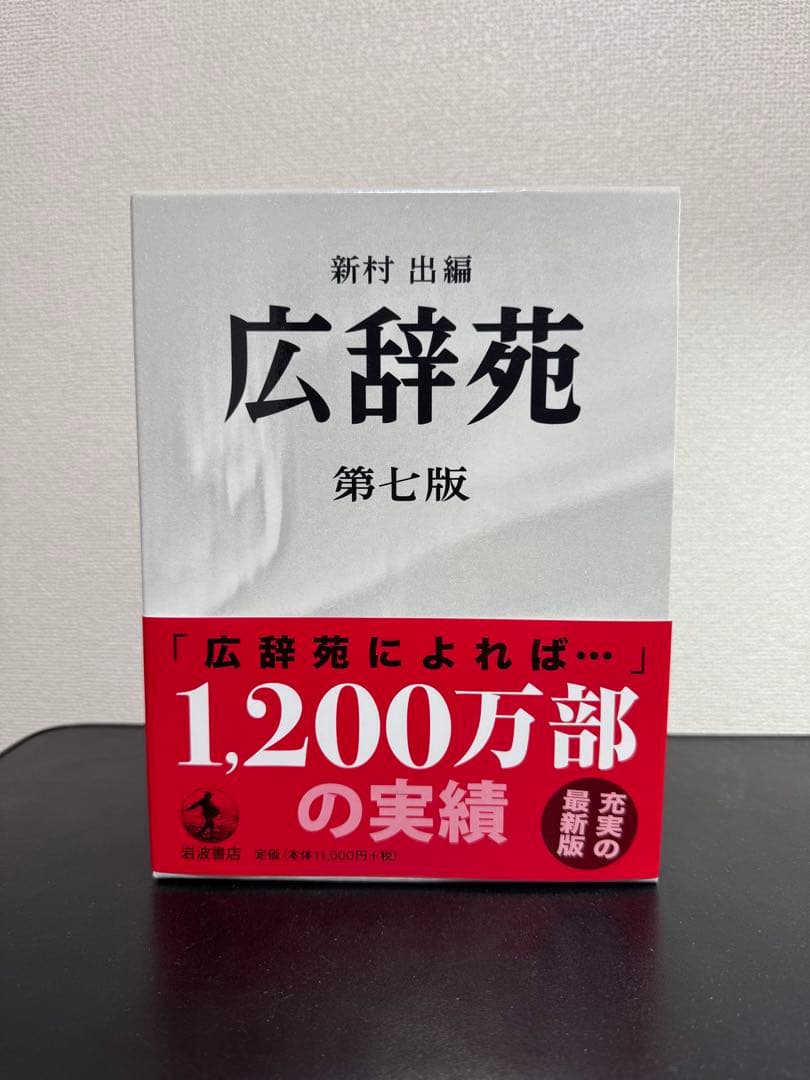 新村 出編
広辞苑
第七版
「広辞苑によれば…」
1,200万部
の実績
充実の
最新版
岩波書店
定価(本体11,000円+税)